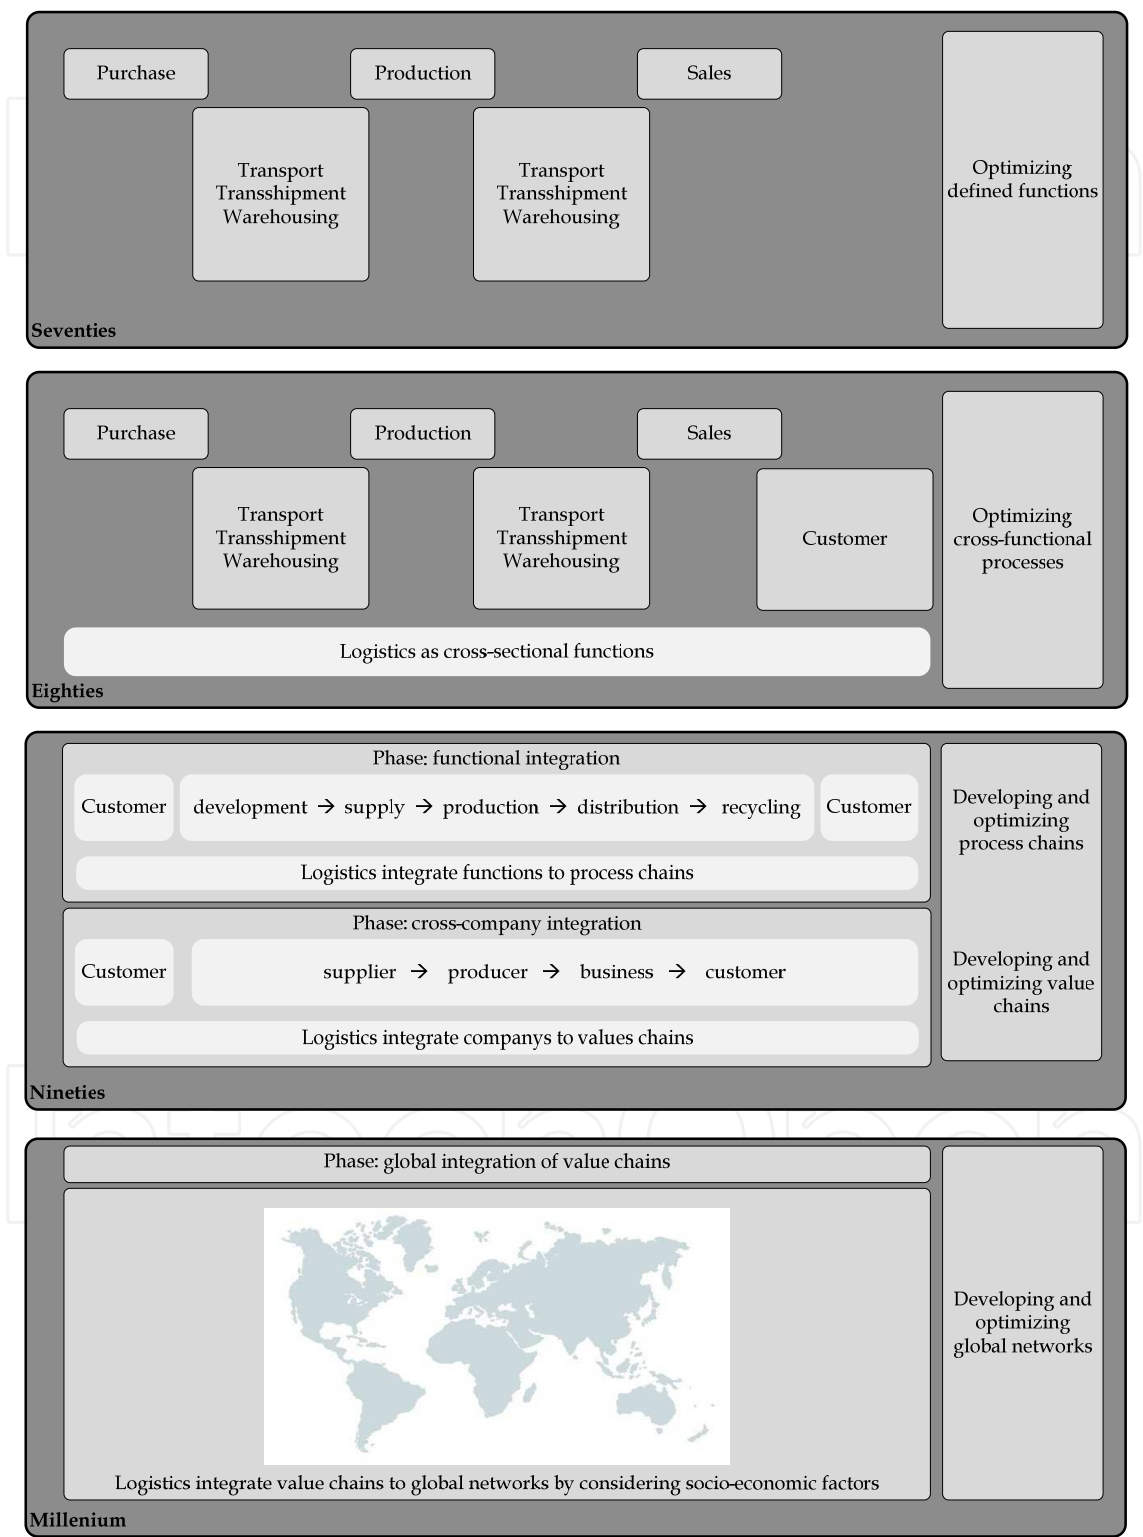 Purchase
Production
Sales
Transport
Transshipment
Warehousing
Transport
Transshipment
Warehousing
Optimizing
defined functions
Seventies
Purchase
Production
Sales
Transport
Transshipment
Warehousing
Transport
Transshipment
Warehousing
Customer
Optimizing
cross-functional
processes
Logistics as cross-sectional functions
Eighties
Phase: functional integration
Customer
development → supply → production → distribution → recycling
Customer
Logistics integrate functions to process chains
Developing and
optimizing
process chains
Phase: cross-company integration
Customer
supplier → producer → business → customer
Logistics integrate companys to values chains
Developing and
optimizing value
chains
Nineties
Phase: global integration of value chains
Logistics integrate value chains to global networks by considering socio-economic factors
Developing and
optimizing
global networks
Millenium